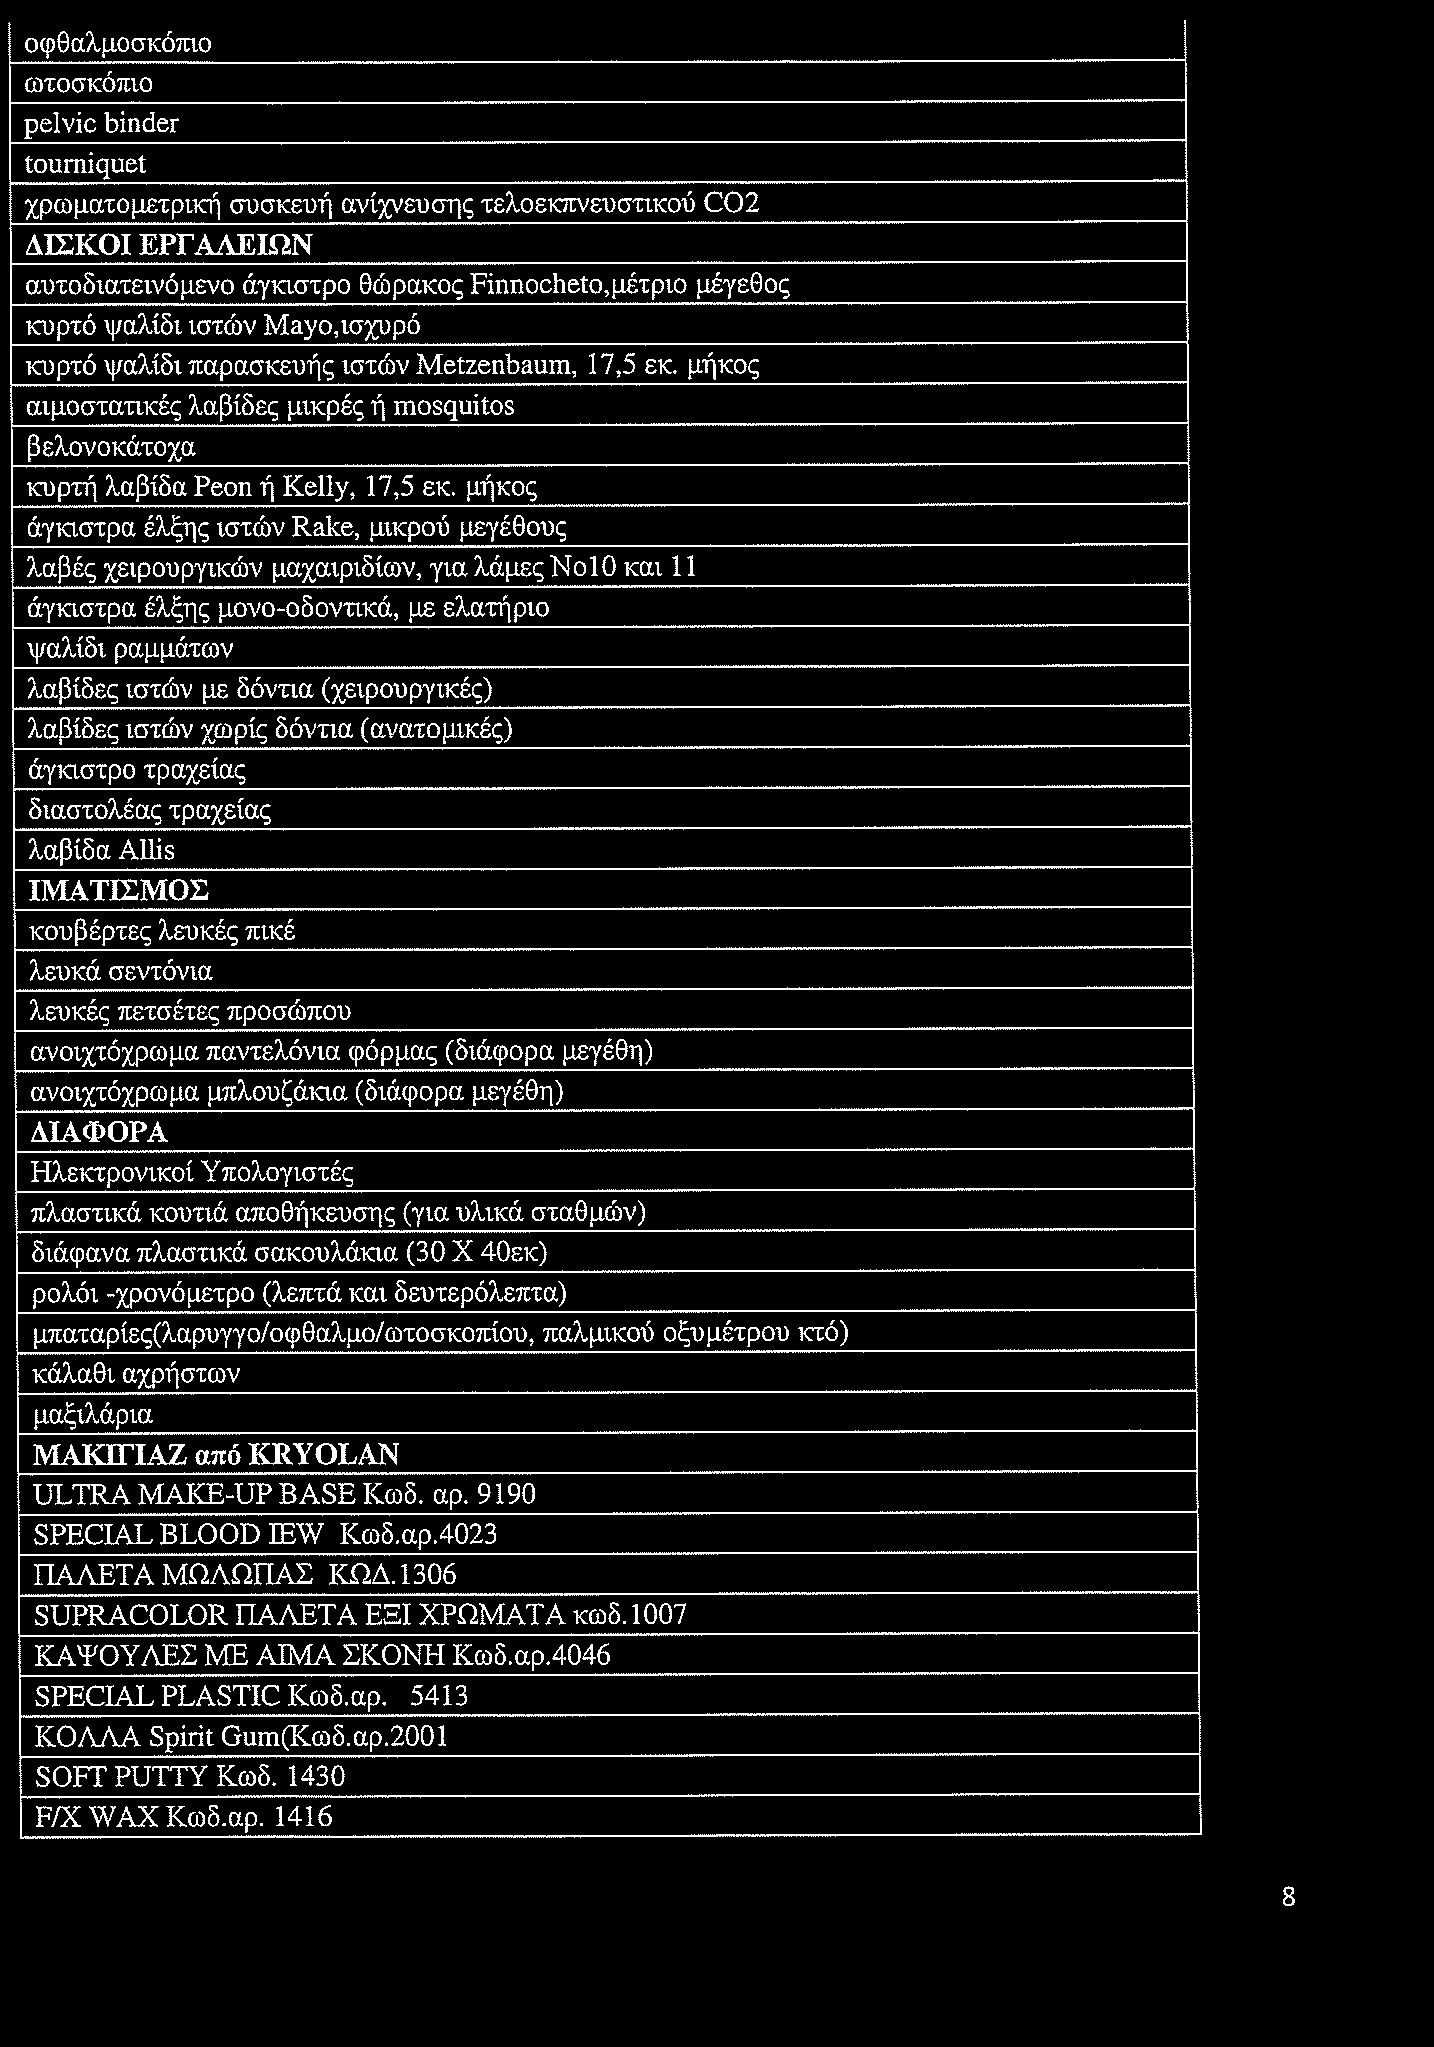 οφθαλμοσκόπιο
ωτοσκόπιο
pelvic binder
tourniquet
χρωματομετρική συσκευή ανίχνευσης τελοεκπνευστικού CO2
ΔΙΣΚΟΙ ΕΡΓΑΛΕΙΩΝ
αυτοδιατεινόμενο άγκιστρο θώρακος Finnocheto,μέτριο μέγεθος
κυρτό ψαλίδι ιστών Mayo,ισχυρό
κυρτό ψαλίδι παρασκευής ιστών Metzenbaum, 17,5 εκ. μήκος
αιμοστατικές λαβίδες μικρές ή mosquitos
βελονοκάτοχα
κυρτή λαβίδα Peon ή Kelly, 17,5 εκ. μήκος
άγκιστρα έλξης ιστών Rake, μικρού μεγέθους
λαβές χειρουργικών μαχαιριδίων, για λάμες Νο10 και 11
άγκιστρα έλξης μονο-οδοντικά, με ελατήριο
ψαλίδι ραμμάτων
λαβίδες ιστών με δόντια (χειρουργικές)
λαβίδες ιστών χωρίς δόντια (ανατομικές)
άγκιστρο τραχείας
διαστολέας τραχείας
λαβίδα Allis
ΙΜΑΤΙΣΜΟΣ
κουβέρτες λευκές πικέ
λευκά σεντόνια
λευκές πετσέτες προσώπου
ανοιχτόχρωμα παντελόνια φόρμας (διάφορα μεγέθη)
ανοιχτόχρωμα μπλουζάκια (διάφορα μεγέθη)
ΔΙΑΦΟΡΑ
Ηλεκτρονικοί Υπολογιστές
πλαστικά κουτιά αποθήκευσης (για υλικά σταθμών)
διάφανα πλαστικά σακουλάκια (30 Χ 40εκ)
ρολόι -χρονόμετρο (λεπτά και δευτερόλεπτα)
μπαταρίες(λαρυγγο/οφθαλμο/ωτοσκοπίου, παλμικού οξυμέτρου κτό)
κάλαθι αχρήστων
μαξιλάρια
ΜΑΚΙΓΙΑΖ από KRYOLAN
ULTRA MAKE-UP BASE Κωδ. αρ. 9190
SPECIAL BLOOD IEW Κωδ.αρ.4023
ΠΑΛΕΤΑ ΜΩΛΩΠΑΣ ΚΩΔ.1306
SUPRACOLOR ΠΑΛΕΤΑ ΕΞΙ ΧΡΩΜΑΤΑ κωδ.1007
ΚΑΨΟΥΛΕΣ ΜΕ ΑΙΜΑ ΣΚΟΝΗ Κωδ.αρ.4046
SPECIAL PLASTIC Κωδ.αρ. 5413
ΚΟΛΛΑ Spirit Gum(Κωδ.αρ.2001
SOFT PUTTY Κωδ. 1430
F/X WAX Κωδ.αρ. 1416
8